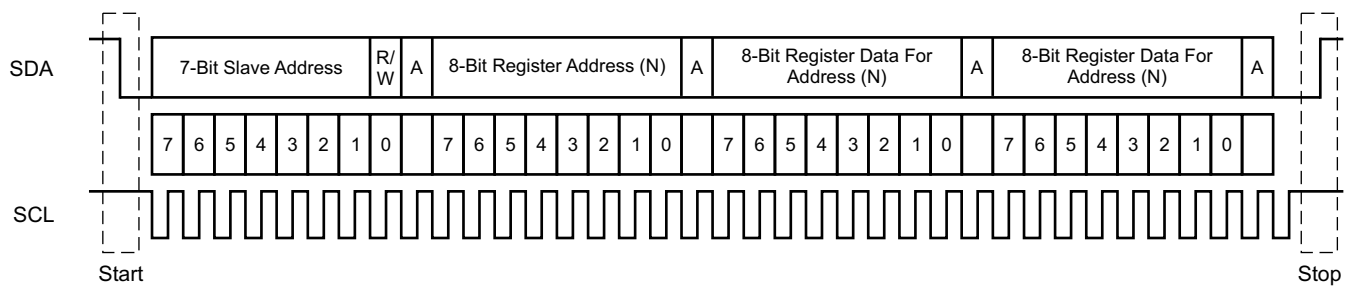 SDA
7-Bit Slave Address
R/
W
A
8-Bit Register Address (N)
A
8-Bit Register Data For
Address (N)
A
8-Bit Register Data For
Address (N)
A
7 6 5 4 3 2 1 0 7 6 5 4 3 2 1 0 7 6 5 4 3 2 1 0 7 6 5 4 3 2 1 0
SCL
Start
Stop